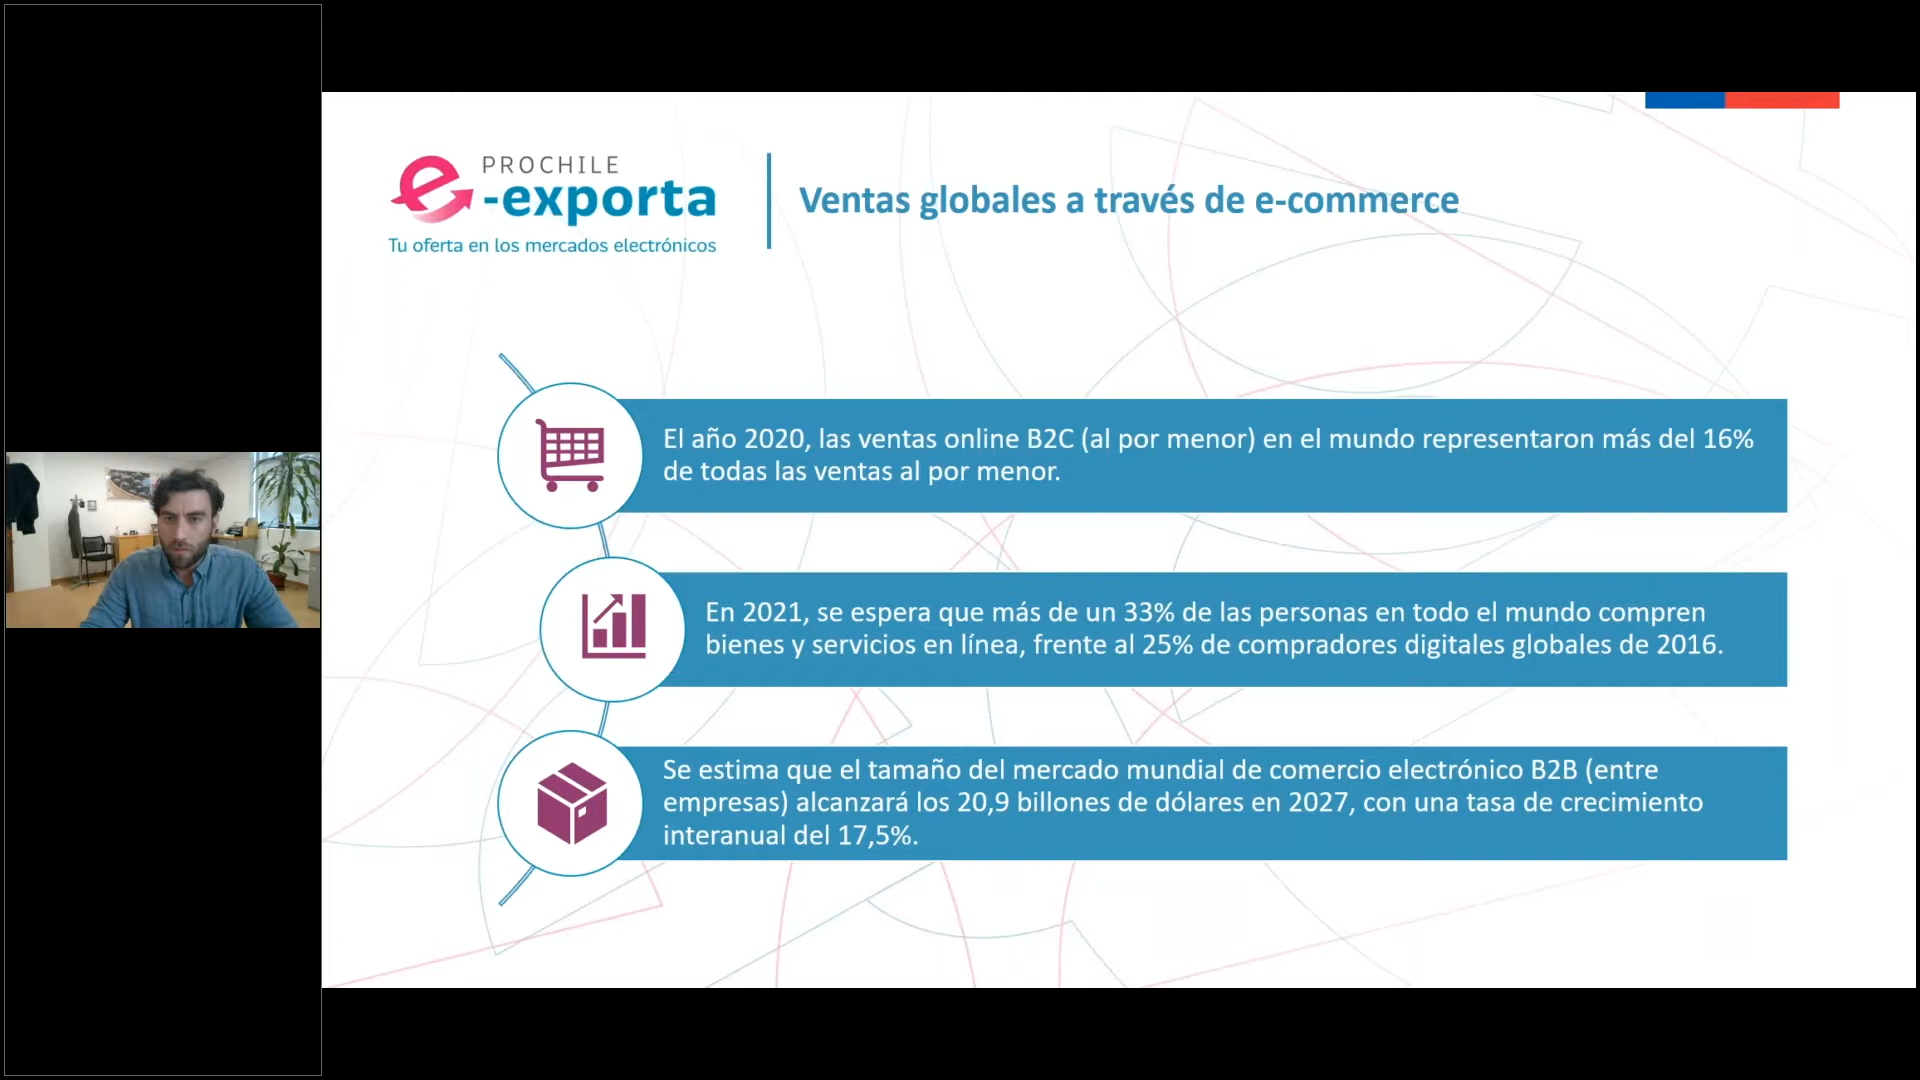 PROCHILE
e-exporta
Tu oferta en los mercados electrónicos
Ventas globales a través de e-commerce
El año 2020, las ventas online B2C (al por menor) en el mundo representaron más del 16%
de todas las ventas al por menor.
En 2021, se espera que más de un 33% de las personas en todo el mundo compren
bienes y servicios en línea, frente al 25% de compradores digitales globales de 2016.
Se estima que el tamaño del mercado mundial de comercio electrónico B2B (entre
empresas) alcanzará los 20,9 billones de dólares en 2027, con una tasa de crecimiento
interanual del 17,5%.